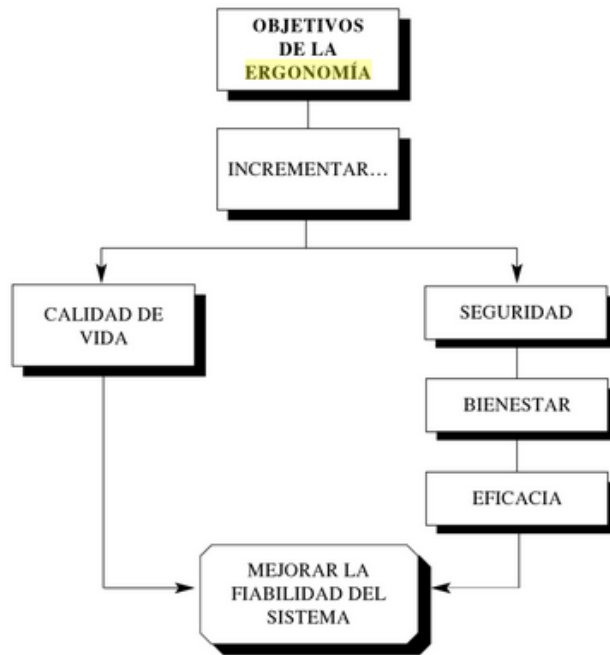 OBJETIVOS
DE LA
ERGONOMÍA
INCREMENTAR...
CALIDAD DE
VIDA
SEGURIDAD
BIENESTAR
EFICACIA
MEJORAR LA
FIABILIDAD DEL
SISTEMA